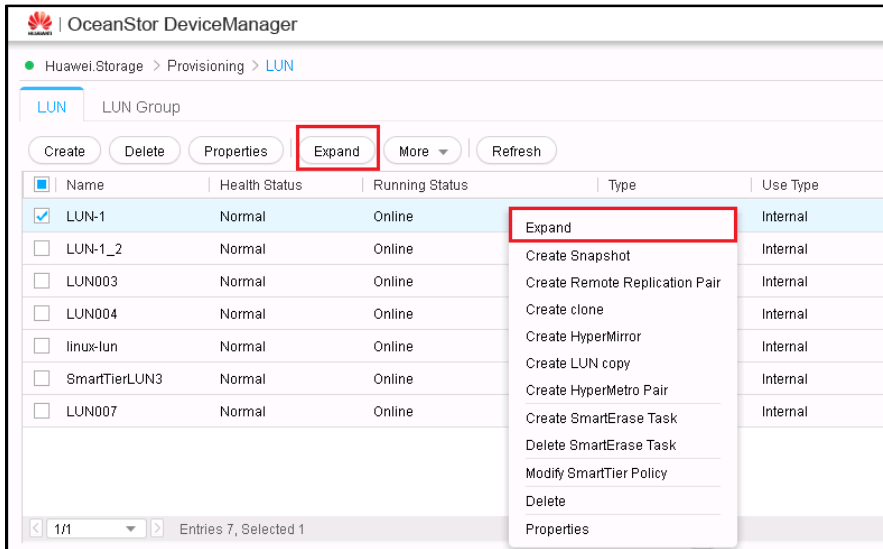 HUAWEI | OceanStor DeviceManager
Huawei.Storage > Provisioning > LUN
LUN LUN Group
Create Delete Properties Expand More Refresh
Name Health Status Running Status Type Use Type
LUN-1 Normal Online Internal
Expand
LUN-1_2 Normal Online Internal
Create Snapshot
LUN003 Normal Online Internal
Create Remote Replication Pair
LUN004 Normal Online Internal
Create clone
Create HyperMirror
linux-lun Normal Online Internal
Create LUN copy
SmartTierLUN3 Normal Online Internal
Create HyperMetro Pair
LUN007 Normal Online Internal
Create SmartErase Task
Delete SmartErase Task
Modify SmartTier Policy
Delete
Properties
< 1/1 > Entries 7, Selected 1